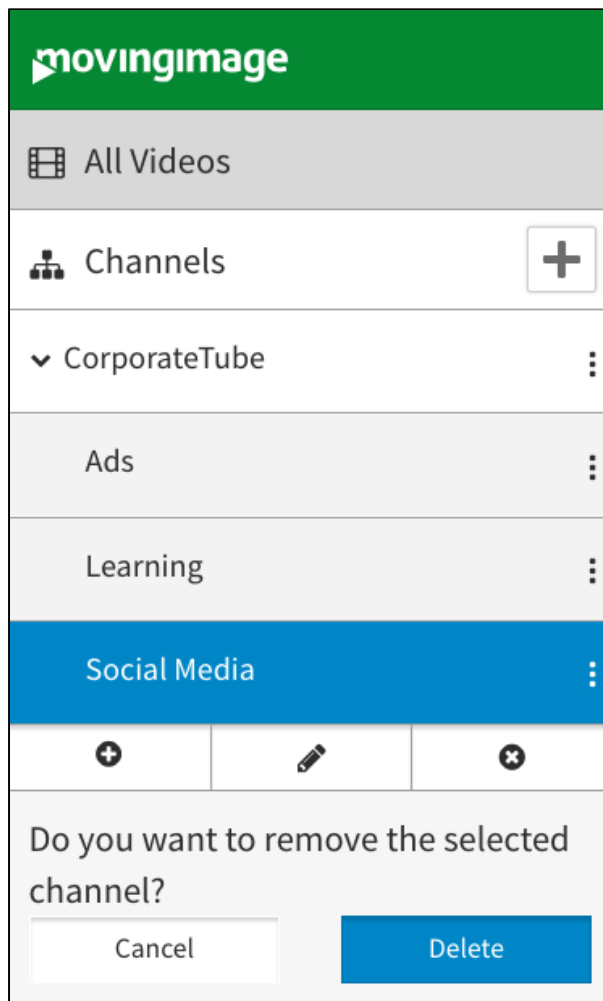 movingimage
All Videos
Channels
CorporateTube
Ads
Learning
Social Media
Do you want to remove the selected
channel?
Cancel
Delete